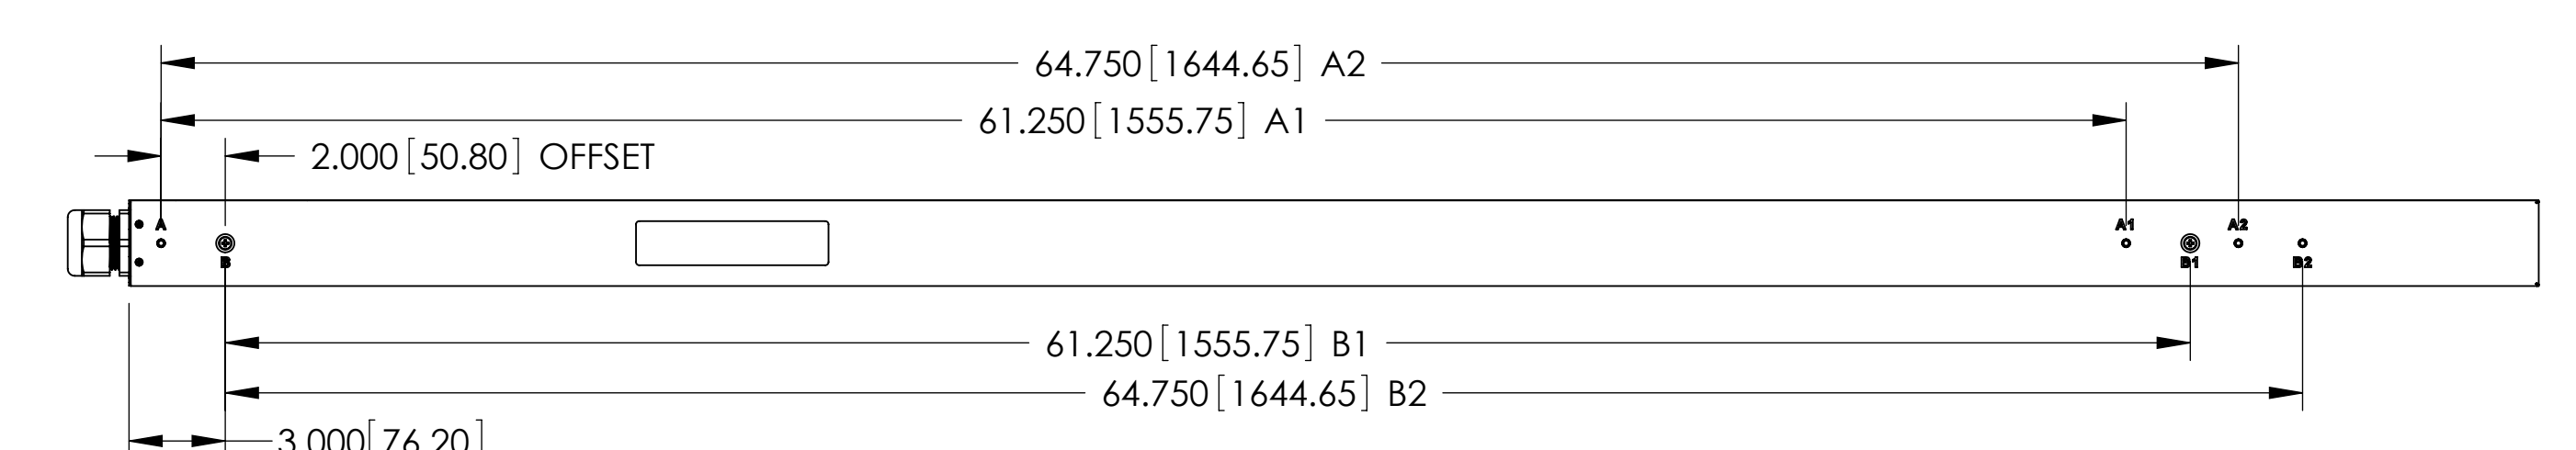 64.750[1644.65] A2
61.250[1555.75] A1
2.000[50.80] OFFSET
A A1 A2
B B1 B2
61.250[1555.75] B1
64.750[1644.65] B2
3.000[76.20]